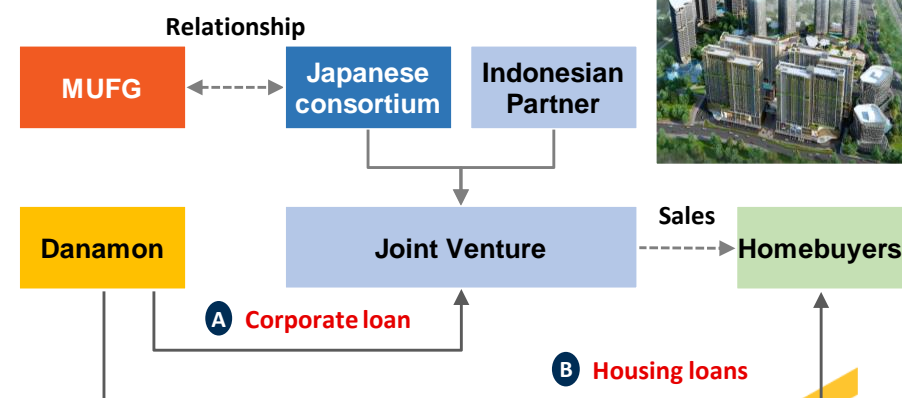 Relationship
MUFG
Japanese
consortium
Indonesian
Partner
Danamon
Joint Venture
Sales
Homebuyers
A Corporate loan
B Housing loans